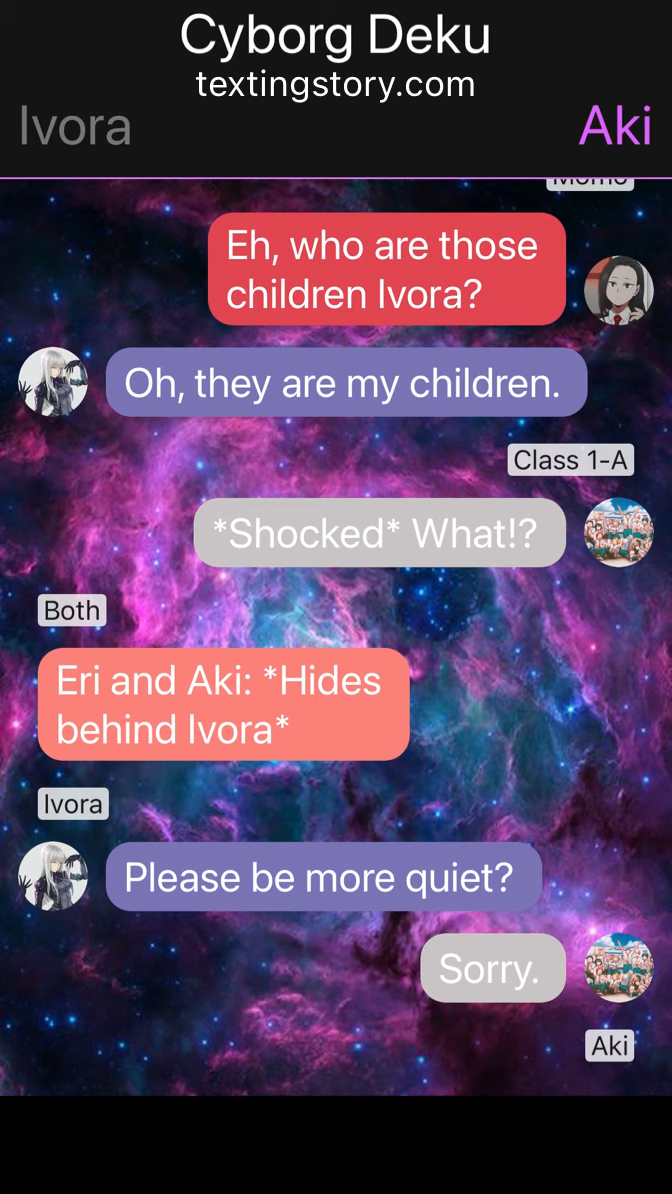 Cyborg Deku
textingstory.com
Ivora
Aki
Momo
Eh, who are those
children Ivora?
Oh, they are my children.
Class 1-A
*Shocked* What!?
Both
Eri and Aki: *Hides
behind Ivora*
Ivora
Please be more quiet?
Sorry.
Aki